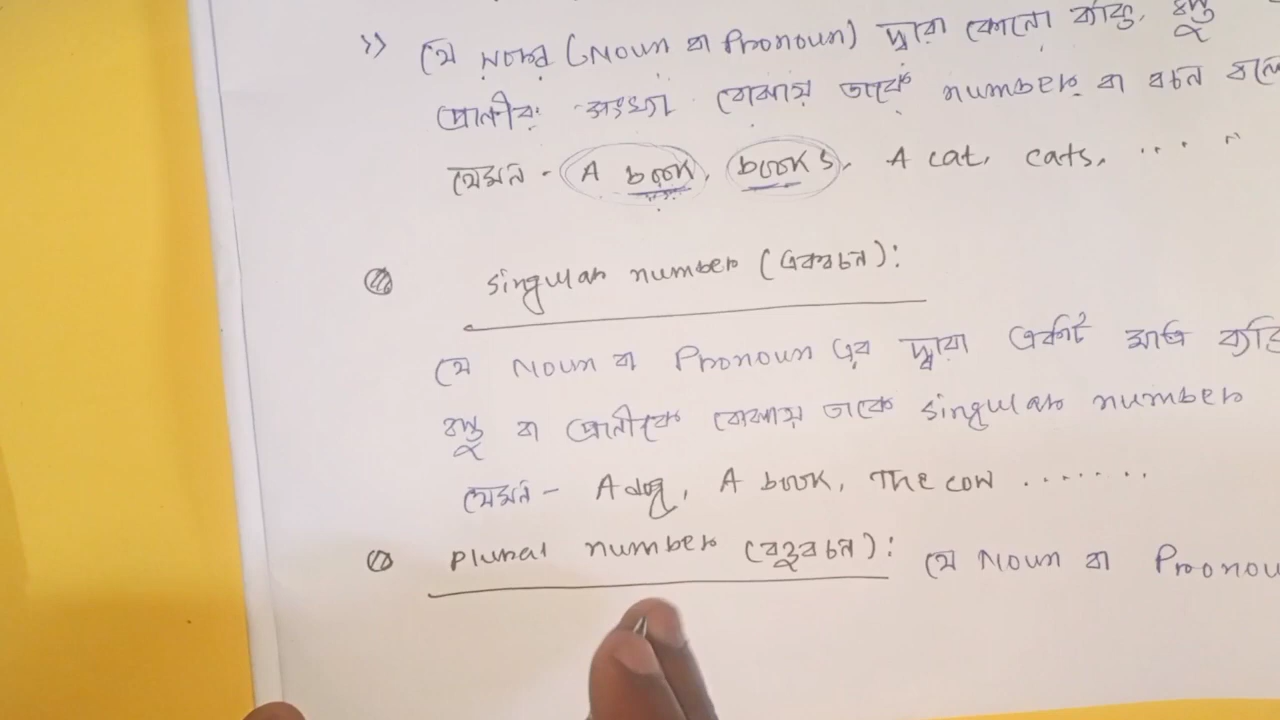 >> যে শব্দের (Noun বা Pronoun) দ্বারা কোনো ব্যক্তি, বস্তু
প্রাণীর সংখ্যা বোঝায় তাকে number বা বচন বলে
যেমন - A book, books, A cat, cats, ....
singular number (একবচন):
যে Noun বা Pronoun এর দ্বারা একটি মাত্র ব্যক্তি
বস্তু বা প্রানীকে বোঝায় তাকে singular number
যেমন - A dog, A book, The cow ........
plural number (বহুবচন): যে Noun বা Pronou